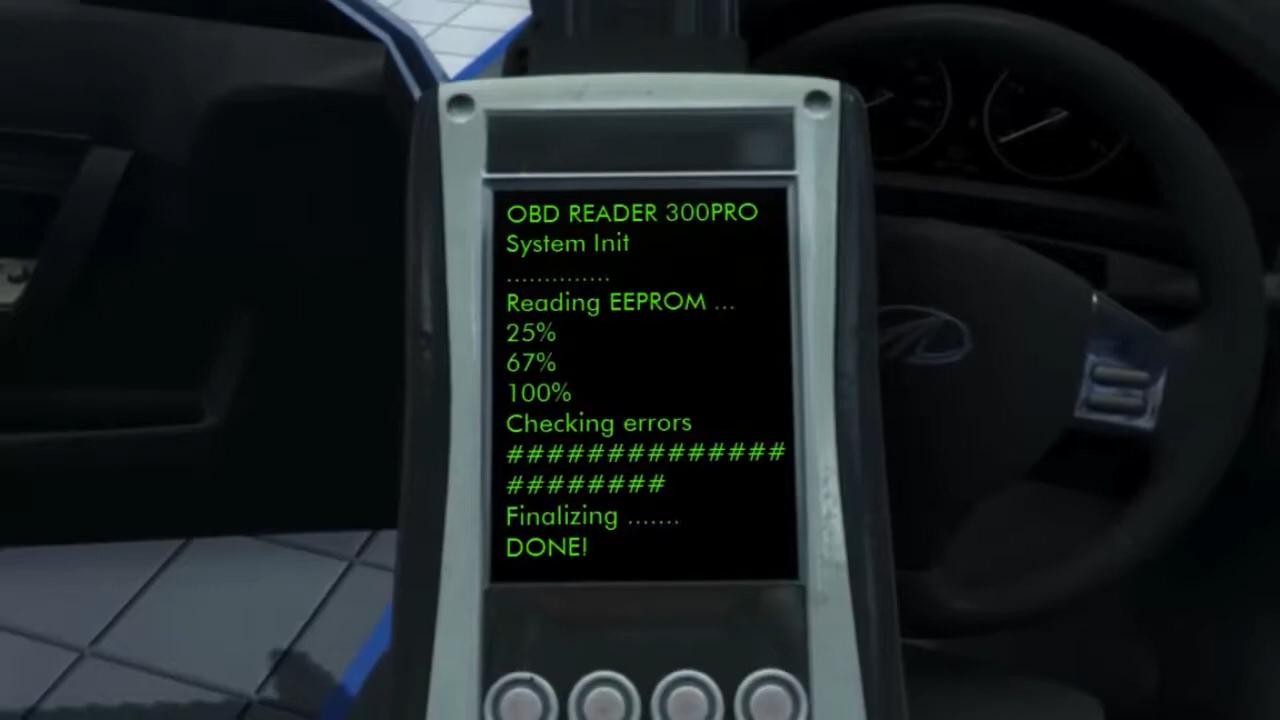 OBD READER 300PRO
System Init
..............
Reading EEPROM ...
25%
67%
100%
Checking errors
##############
########
Finalizing .......
DONE!